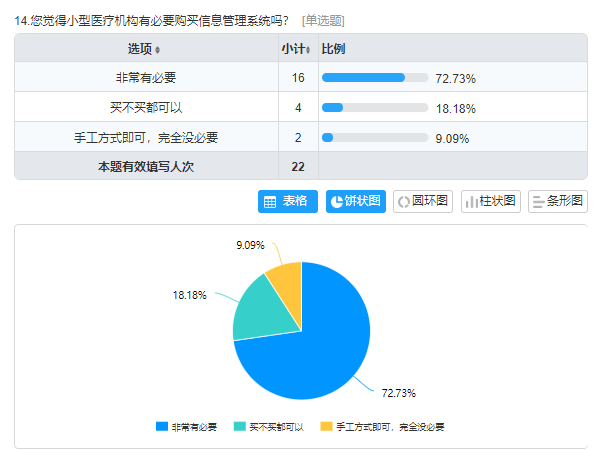 14.您觉得小型医疗机构有必要购买信息管理系统吗？ [单选题]
选项 小计 比例
非常有必要 16 72.73%
买不买都可以 4 18.18%
手工方式即可，完全没必要 2 9.09%
本题有效填写人次 22
表格 饼状图 圆环图 柱状图 条形图
9.09%
18.18%
72.73%
非常有必要 买不买都可以 手工方式即可，完全没必要